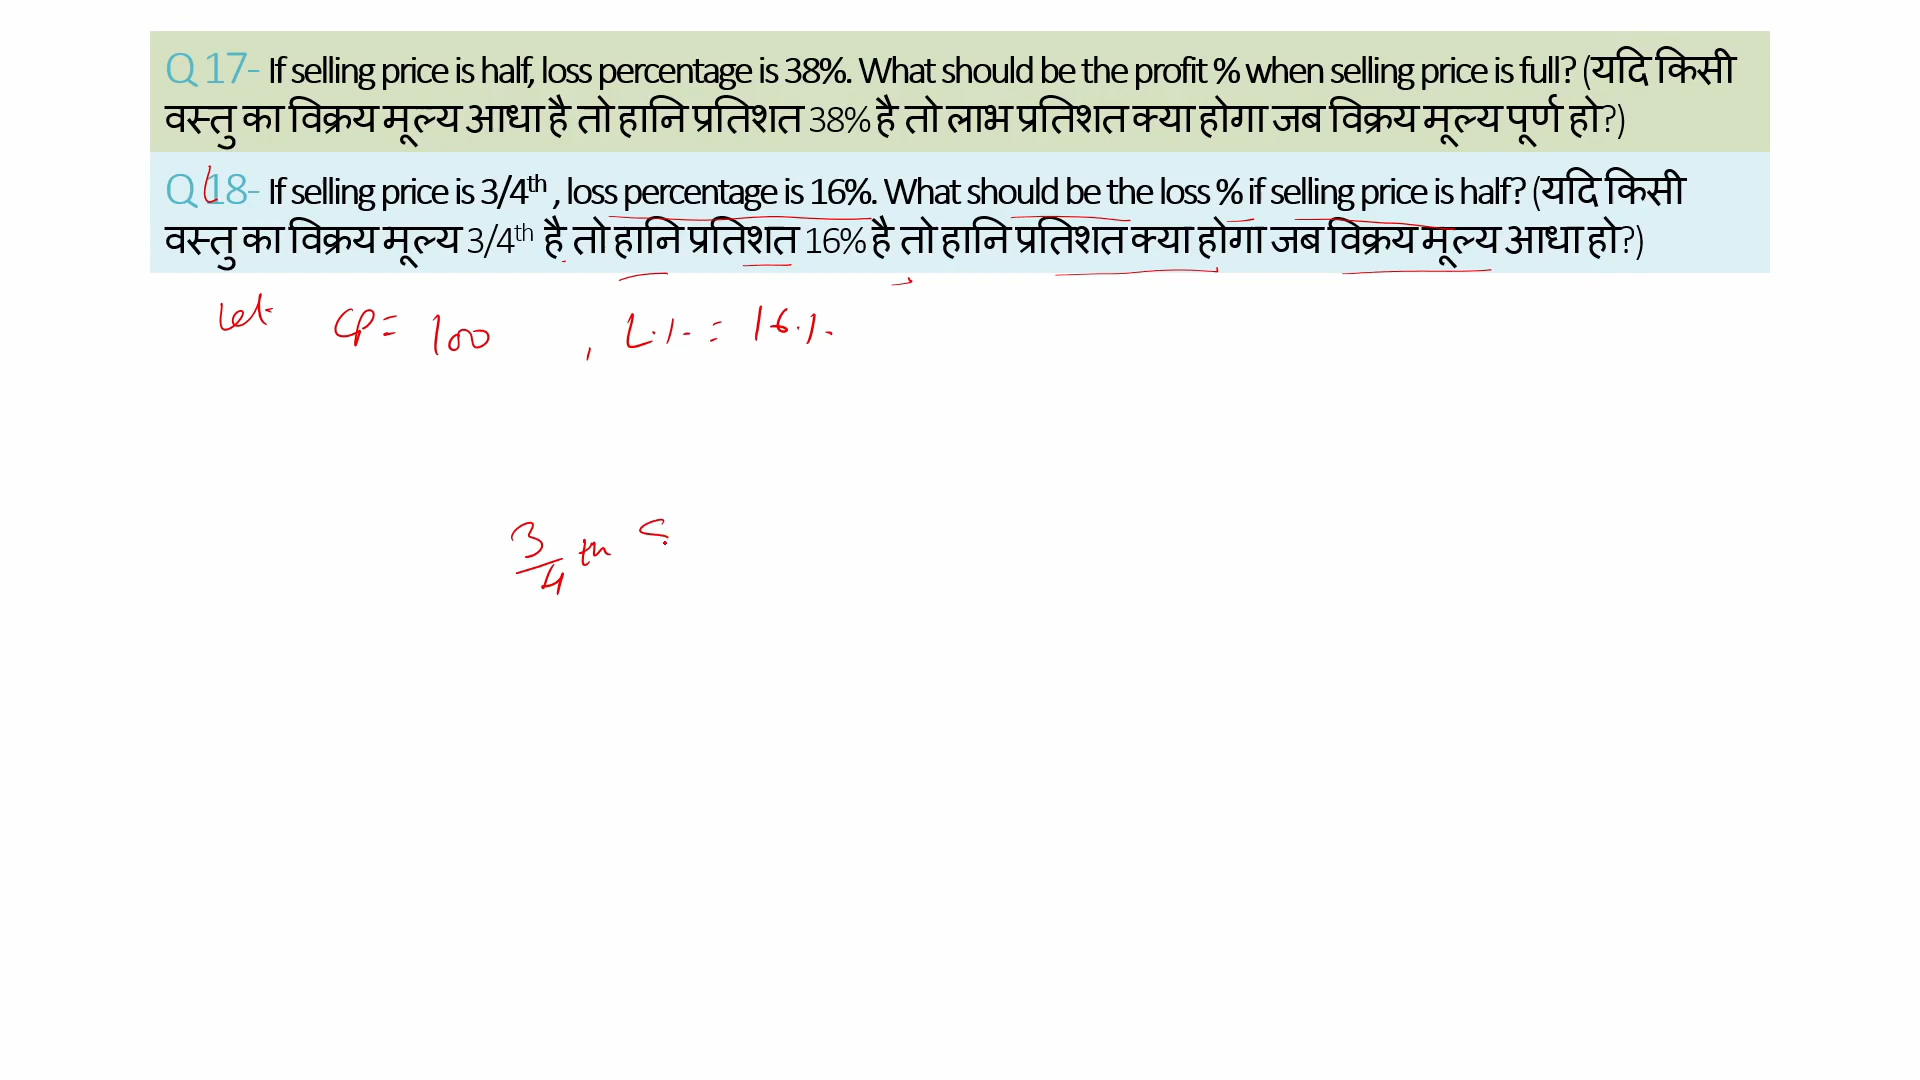 Q 17- If selling price is half, loss percentage is 38%. What should be the profit % when selling price is full? (यदि किसी
वस्तु का विक्रय मूल्य आधा है तो हानि प्रतिशत 38% है तो लाभ प्रतिशत क्या होगा जब विक्रय मूल्य पूर्ण हो?)
Q 18- If selling price is 3/4th , loss percentage is 16%. What should be the loss % if selling price is half? (यदि किसी
वस्तु का विक्रय मूल्य 3/4th है तो हानि प्रतिशत 16% है तो हानि प्रतिशत क्या होगा जब विक्रय मूल्य आधा हो?)
Let CP = 100 , L.% = 16%
3/4 th S